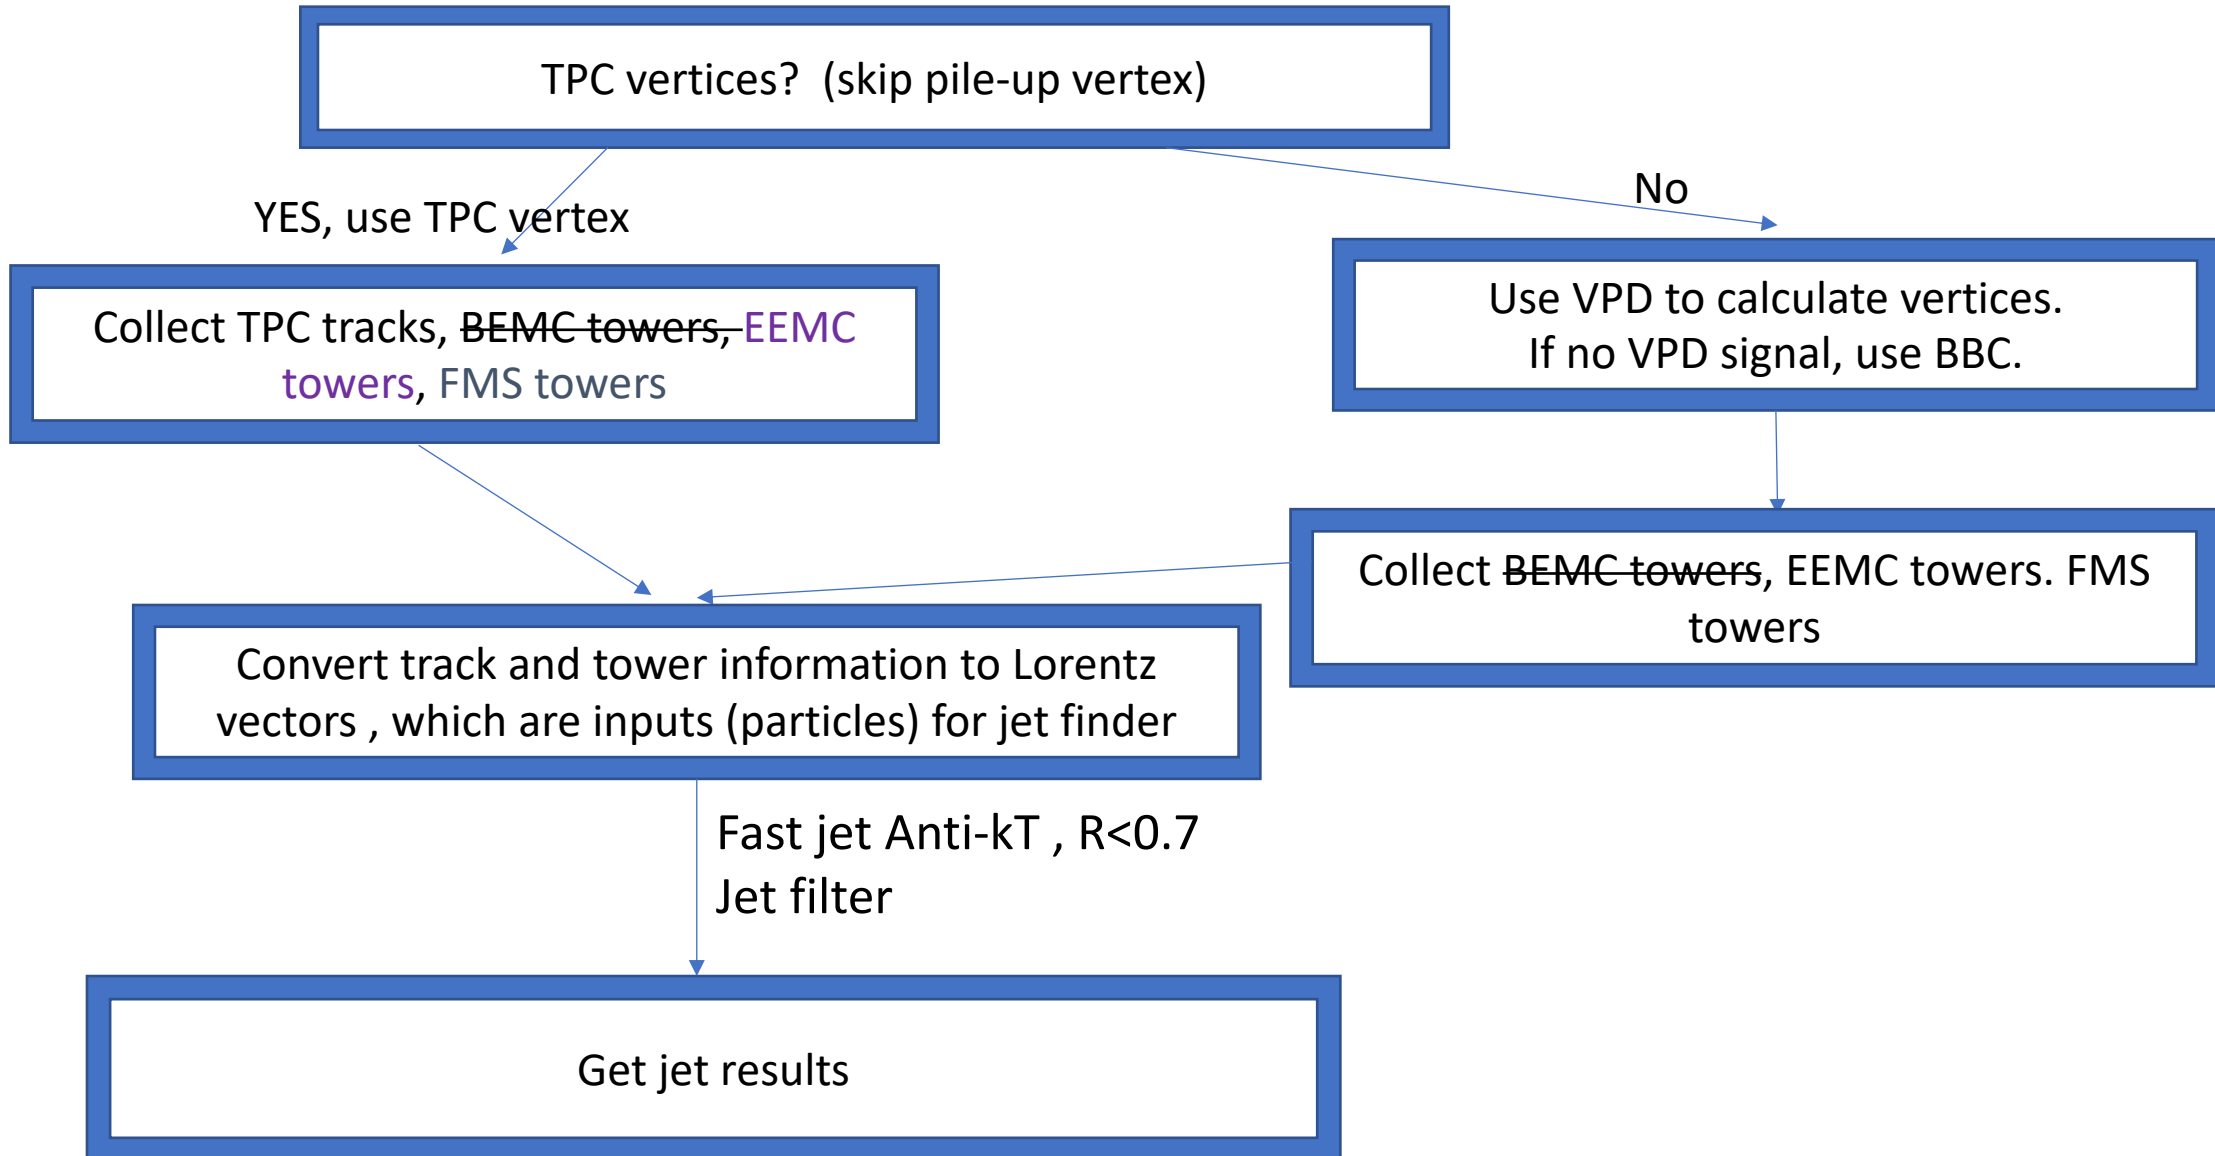 TPC vertices?  (skip pile-up vertex)
YES, use TPC vertex
No
Collect TPC tracks, BEMC towers, EEMC
towers, FMS towers
Use VPD to calculate vertices.
If no VPD signal, use BBC.
Collect BEMC towers, EEMC towers. FMS
towers
Convert track and tower information to Lorentz
vectors , which are inputs (particles) for jet finder
Fast jet Anti-kT , R<0.7
Jet filter
Get jet results